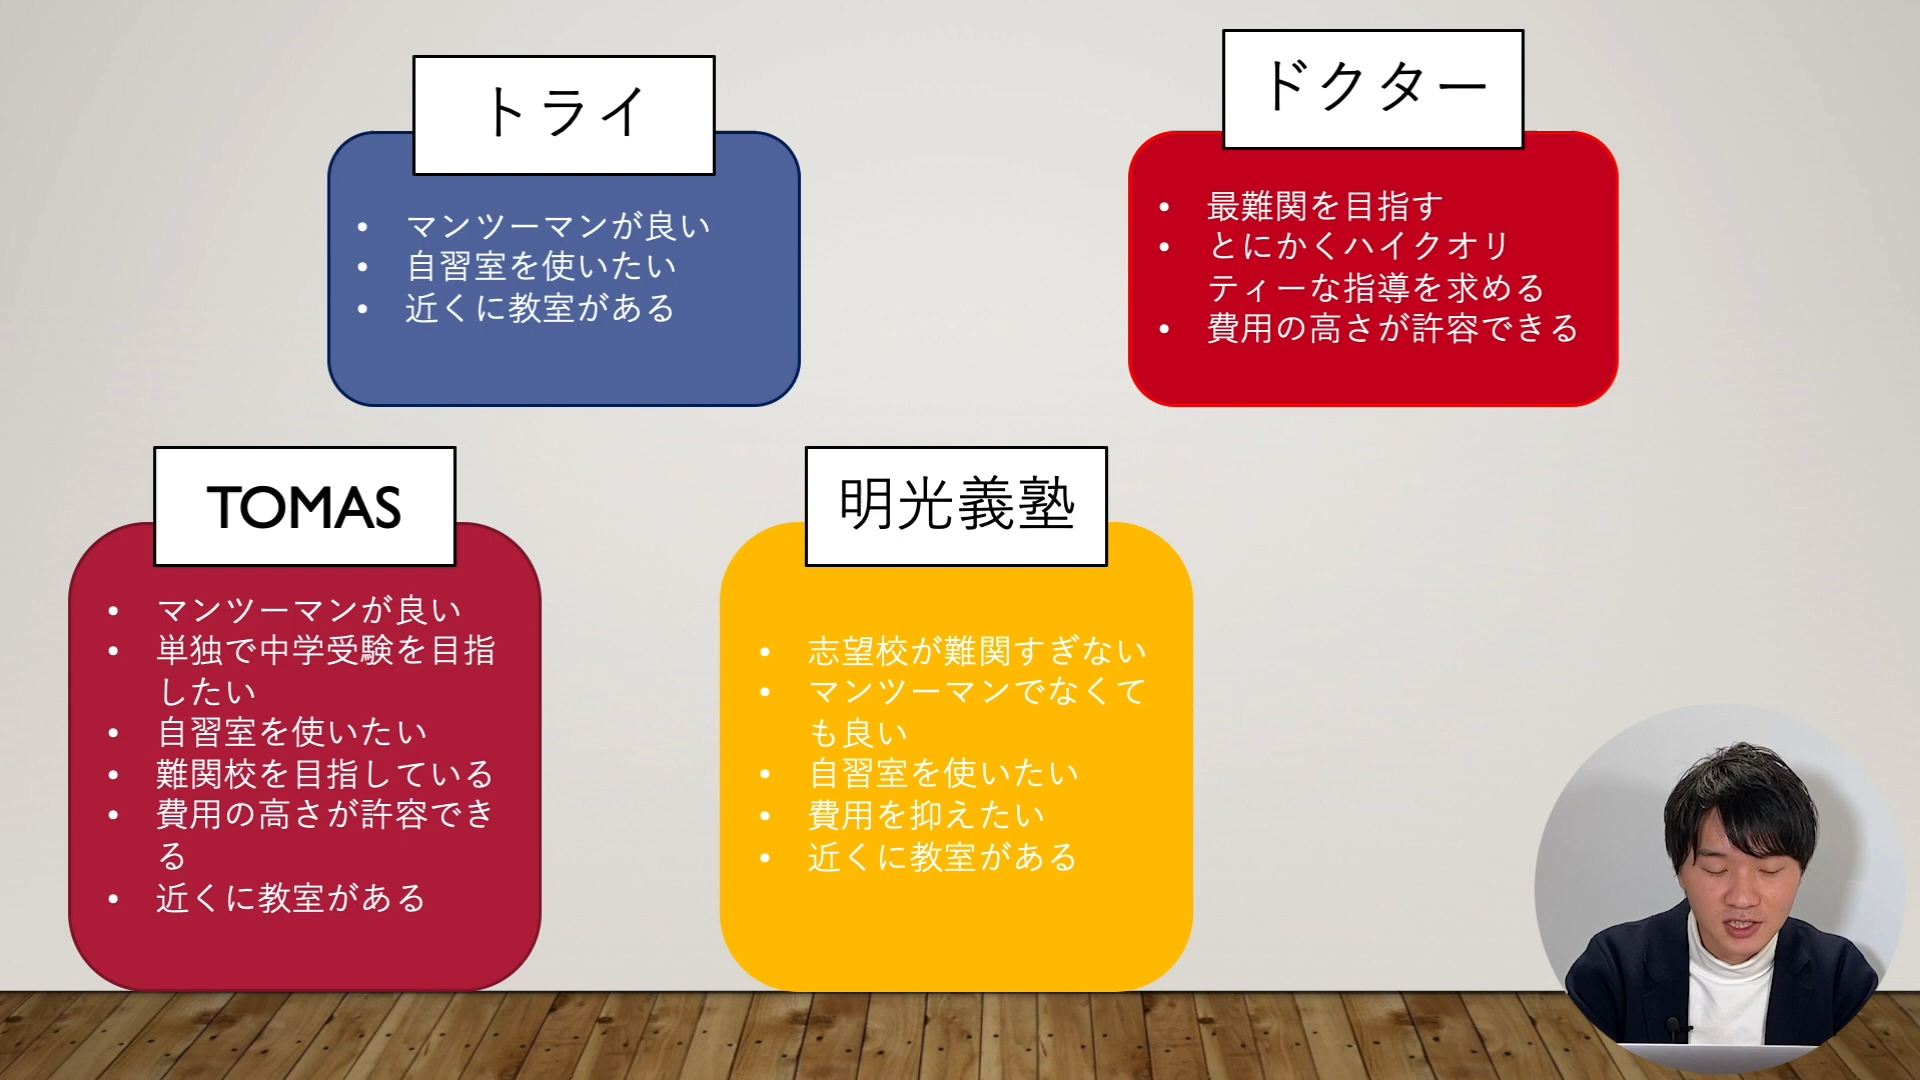 トライ
• マンツーマンが良い
• 自習室を使いたい
• 近くに教室がある
ドクター
• 最難関を目指す
• とにかくハイクオリ
ティーな指導を求める
• 費用の高さが許容できる
TOMAS
• マンツーマンが良い
• 単独で中学受験を目指
したい
• 自習室を使いたい
• 難関校を目指している
• 費用の高さが許容でき
る
• 近くに教室がある
明光義塾
• 志望校が難関すぎない
• マンツーマンでなくて
も良い
• 自習室を使いたい
• 費用を抑えたい
• 近くに教室がある